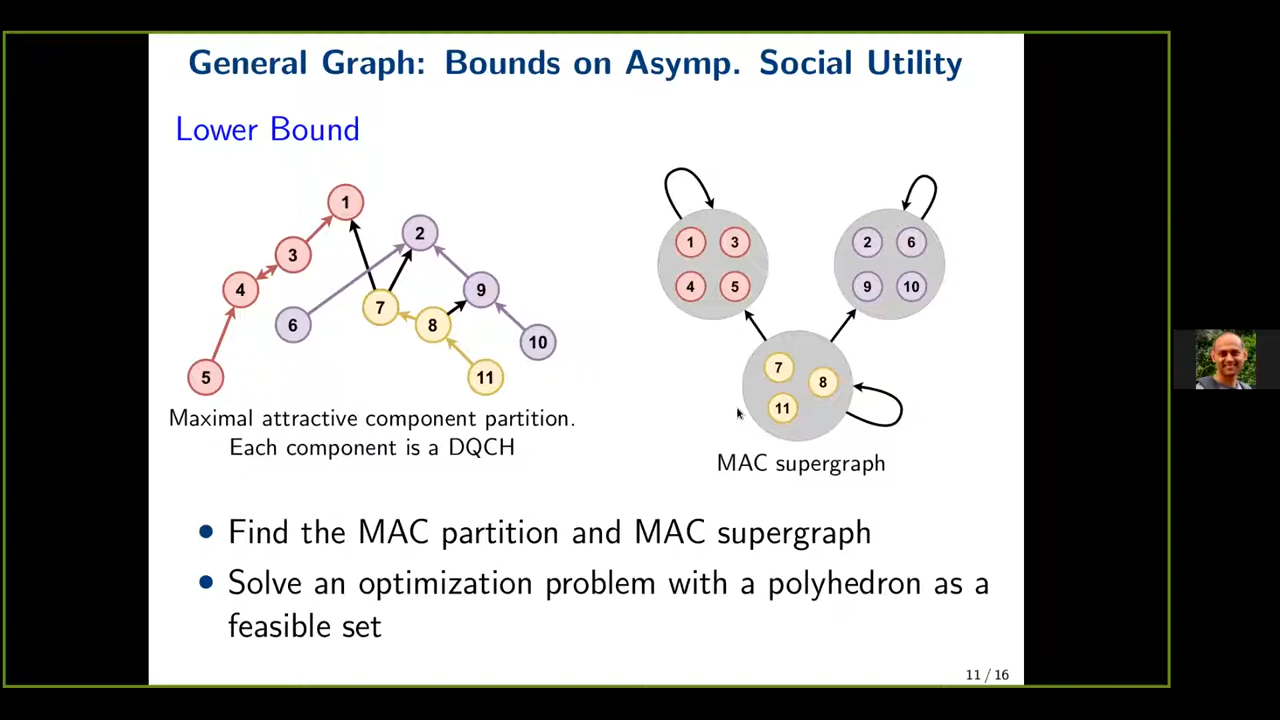 General Graph: Bounds on Asymp. Social Utility
Lower Bound
1
2
3
4
9
7
6
8
10
5
11
Maximal attractive component partition.
Each component is a DQCH
1 3
4 5
2 6
9 10
7
8
11
MAC supergraph
• Find the MAC partition and MAC supergraph
• Solve an optimization problem with a polyhedron as a
feasible set
11 / 16